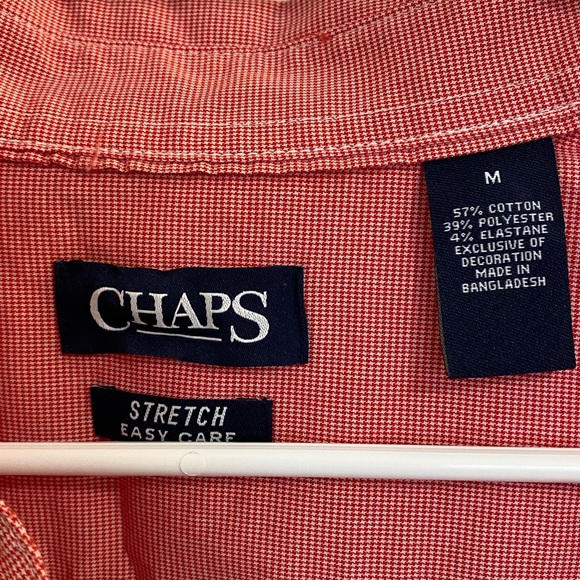 M
57% COTTON
39% POLYESTER
4% ELASTANE
EXCLUSIVE OF
DECORATION
MADE IN
BANGLADESH
CHAPS
STRETCH
EASY CARE